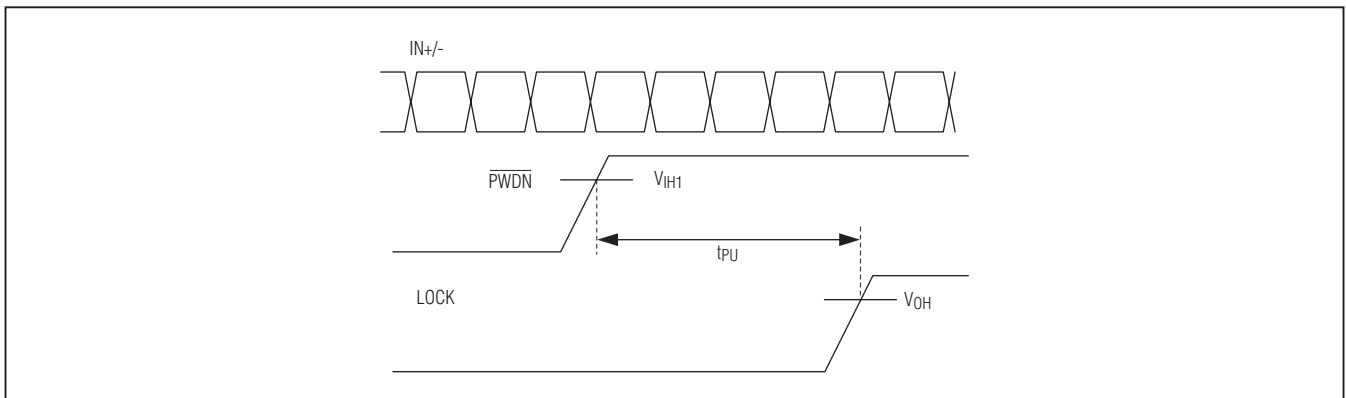 IN+/-
PWDN
VIH1
tPU
LOCK
VOH